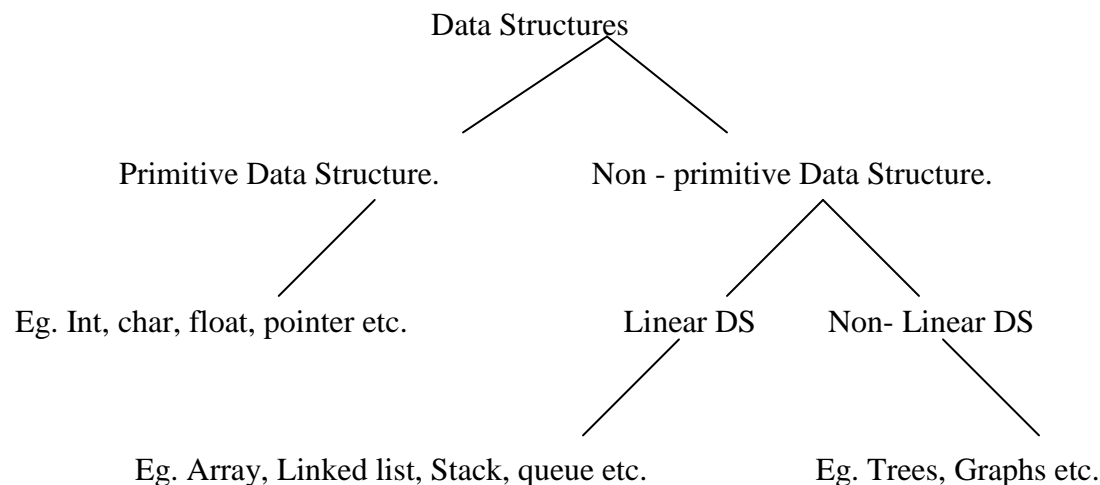 Data Structures
Primitive Data Structure.
Non - primitive Data Structure.
Eg. Int, char, float, pointer etc.
Linear DS
Non- Linear DS
Eg. Array, Linked list, Stack, queue etc.
Eg. Trees, Graphs etc.